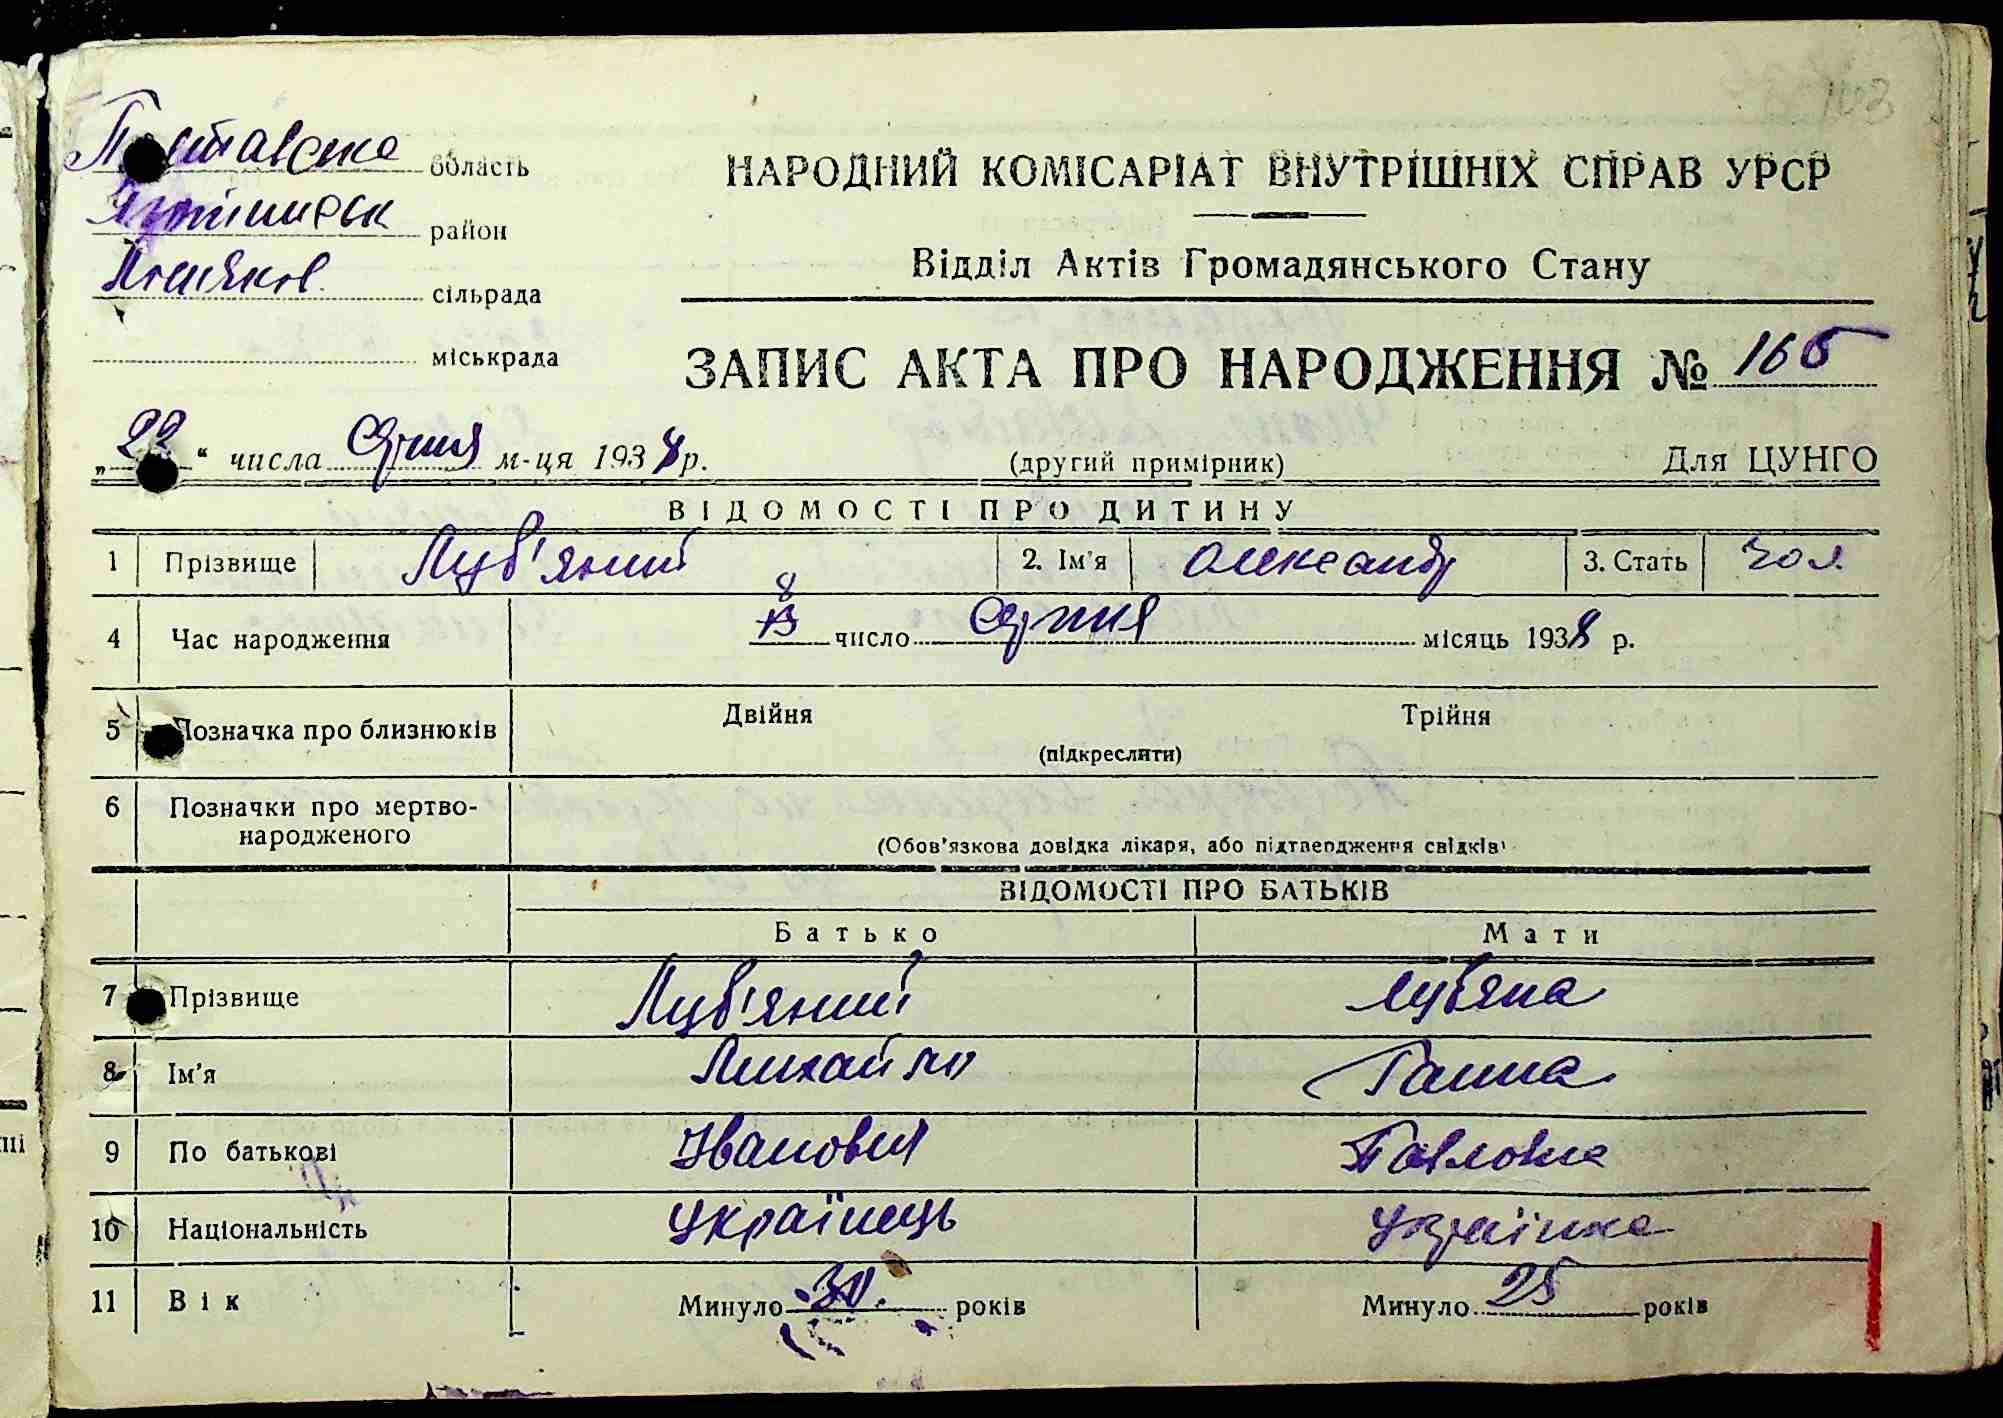 103
Полтавська область
район
сільрада
міськрада
НАРОДНИЙ КОМІСАРІАТ ВНУТРІШНІХ СПРАВ УРСР
Відділ Актів Громадянського Стану
ЗАПИС АКТА ПРО НАРОДЖЕННЯ № 165
„22“ числа Серпня м-ця 1938 р. (другий примірник) Для ЦУНГО
ВІДОМОСТІ ПРО ДИТИНУ
1 Прізвище Луб'яний 2. Ім'я Олександр 3. Стать чол
4 Час народження 8 число Серпня місяць 1938 р.
5 Позначка про близнюків Двійня Трійня
(підкреслити)
6 Позначки про мертво-
народженого
(Обов'язкова довідка лікаря, або підтвердження свідків)
ВІДОМОСТІ ПРО БАТЬКІВ
Батько Мати
7 Прізвище Луб'яний Луб'яна
8 Ім'я Михайло Ганна
9 По батькові Іванович Павловна
10 Національність Українець Українка
11 Вік Минуло 30 років Минуло 25 років